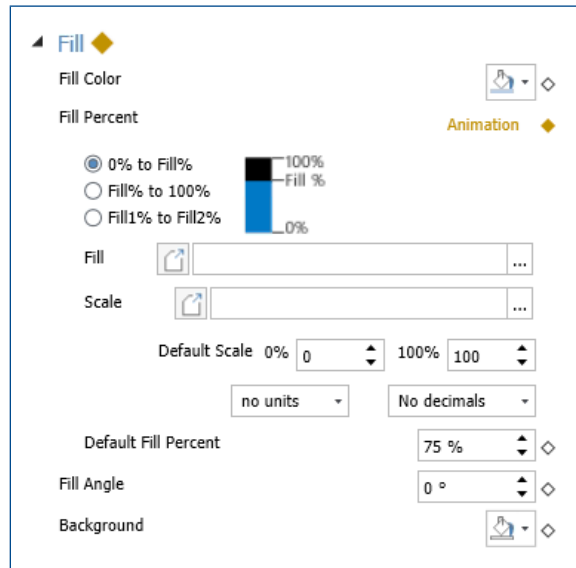 Fill
Fill Color
Fill Percent
Animation
0% to Fill%
Fill% to 100%
Fill1% to Fill2%
100%
Fill %
0%
Fill
...
Scale
...
Default Scale 0% 0 100% 100
no units No decimals
Default Fill Percent 75 %
Fill Angle 0 °
Background